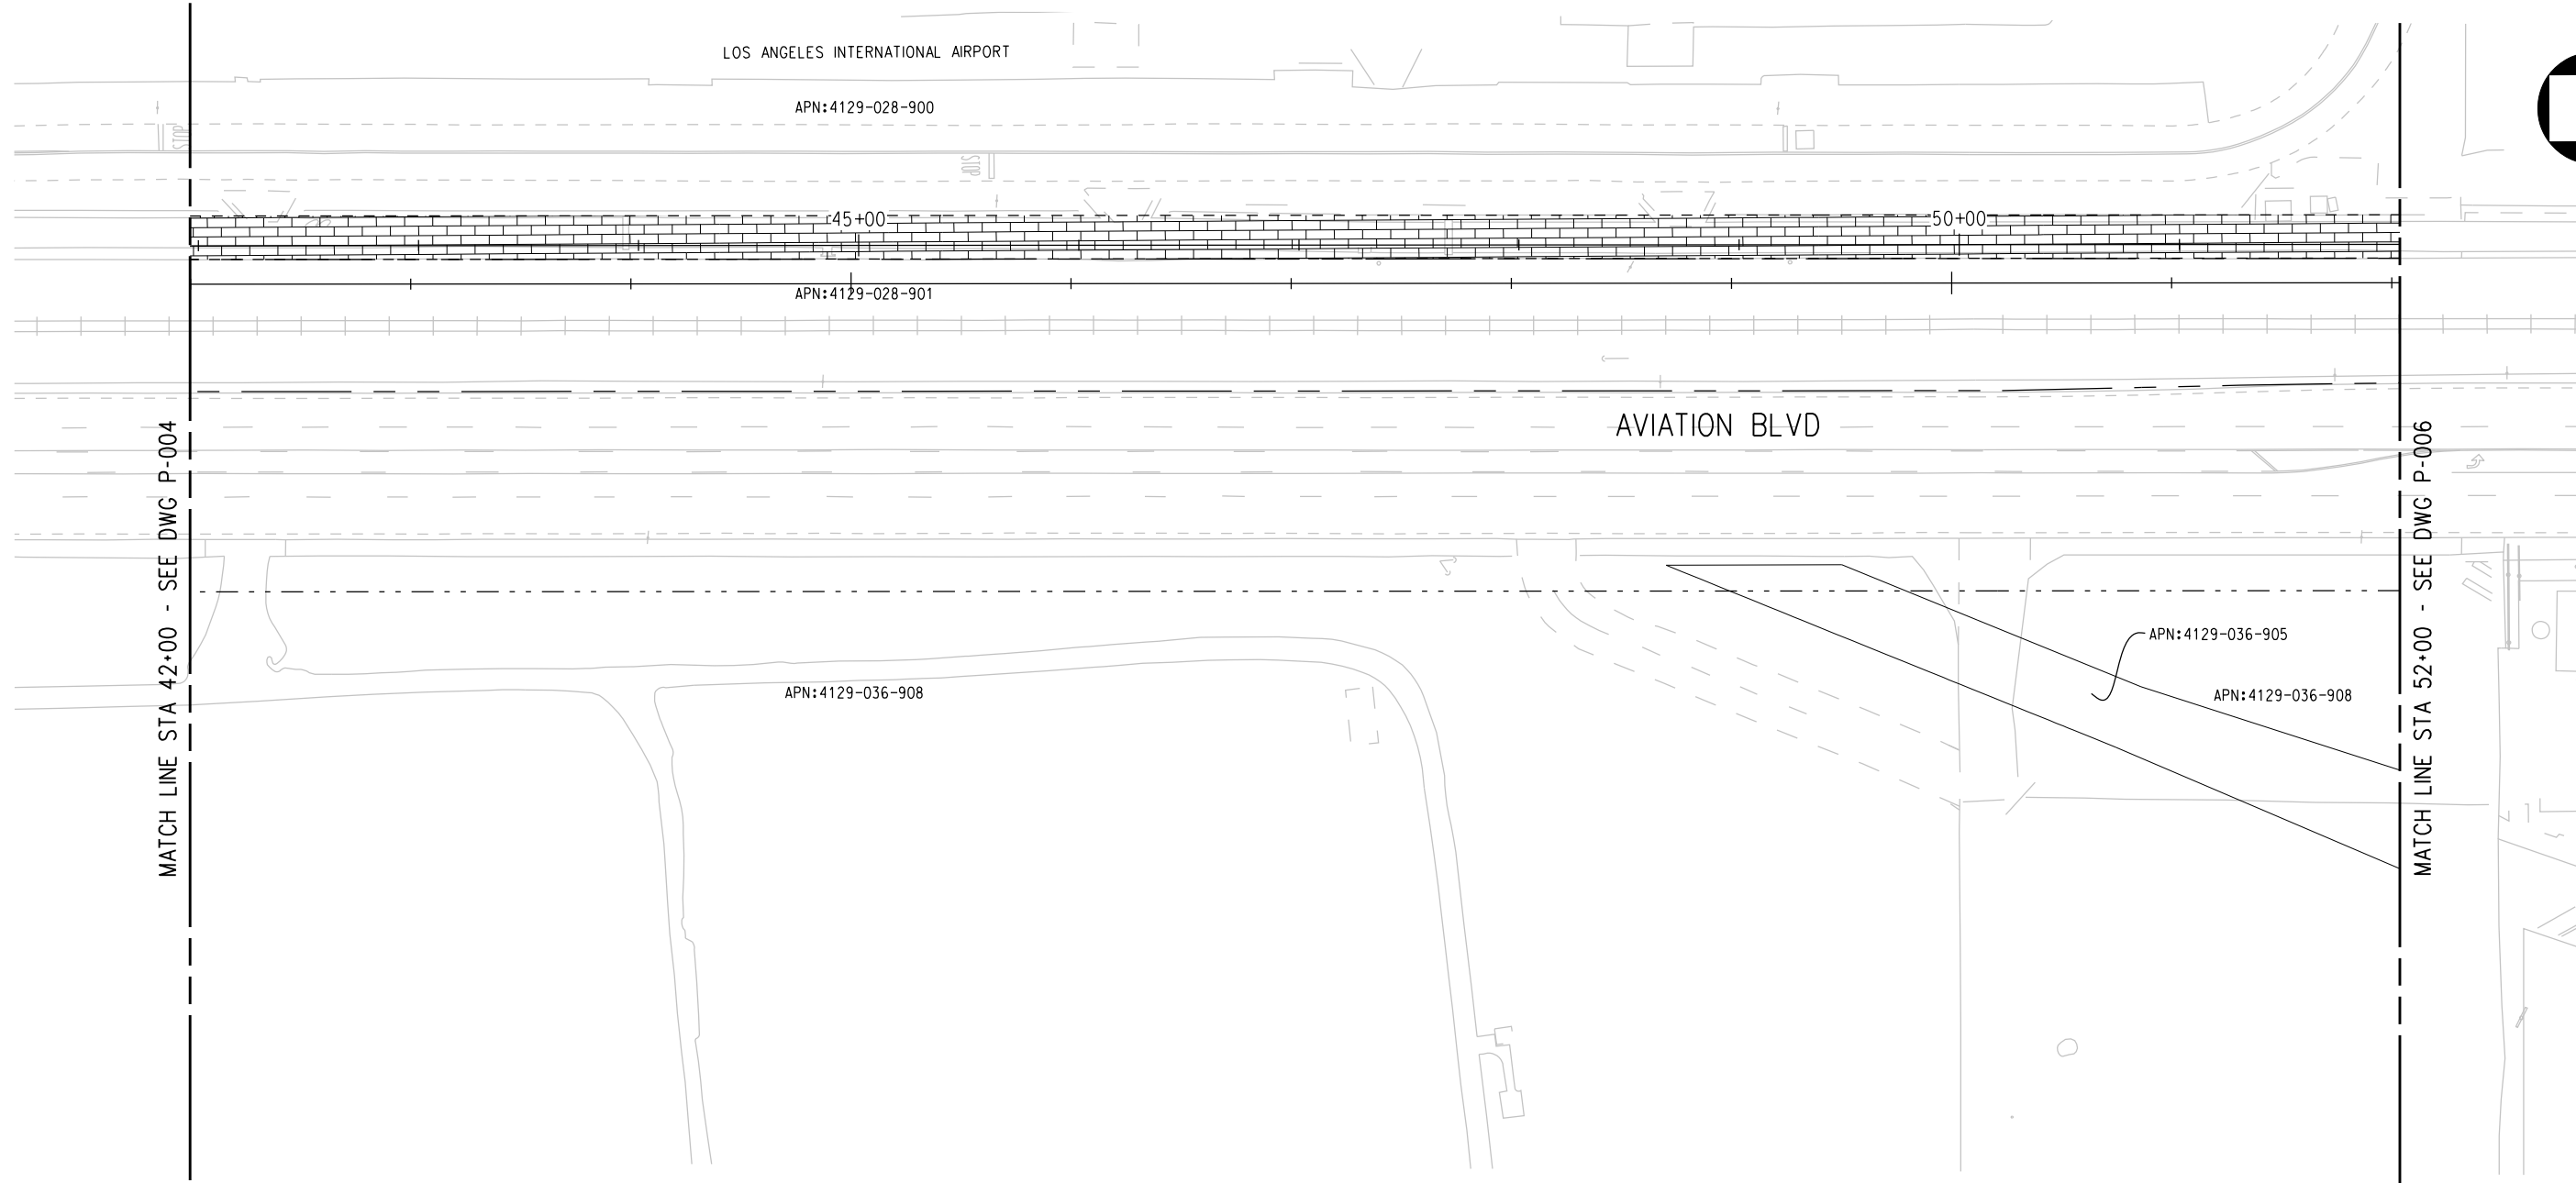 LOS ANGELES INTERNATIONAL AIRPORT
APN:4129-028-900
STOP
STOP
45+00
50+00
APN:4129-028-901
AVIATION BLVD
MATCH LINE STA 42+00 - SEE DWG P-004
MATCH LINE STA 52+00 - SEE DWG P-006
APN:4129-036-905
APN:4129-036-908
APN:4129-036-908